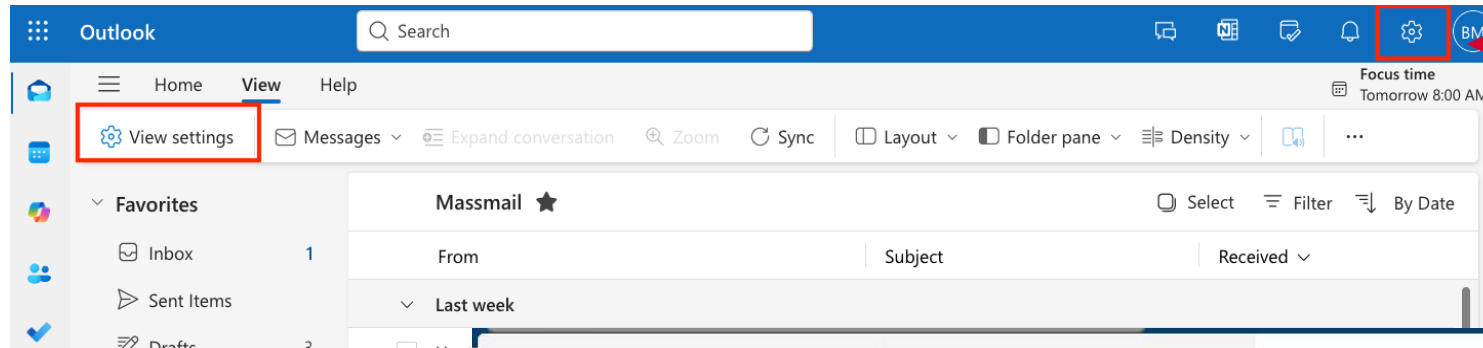 Outlook
Search
BM
Home View Help
Focus time
Tomorrow 8:00 AM
View settings Messages Expand conversation Zoom Sync Layout Folder pane Density ...
Favorites
Massmail
Select Filter By Date
Inbox 1
From Subject Received
Sent Items
Last week
Drafts